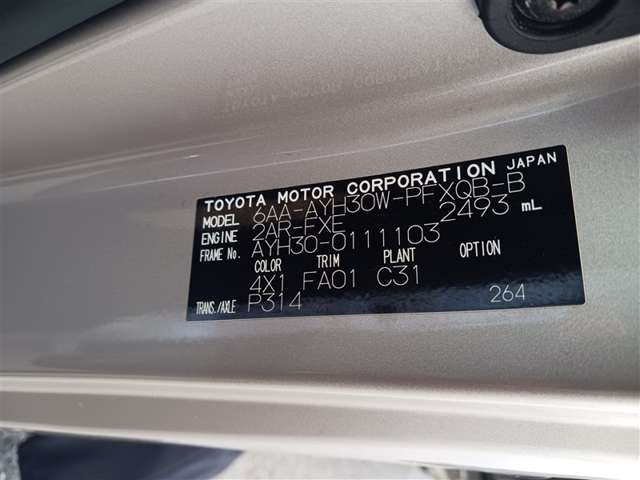 TOYOTA MOTOR CORPORATION JAPAN
MODEL 6AA-AYH30W-PFXQB-B
ENGINE 2AR-FXE 2493 mL
FRAME No. AYH30-0111103
COLOR TRIM PLANT OPTION
4X1 FA01 C31
TRANS./AXLE P314 264